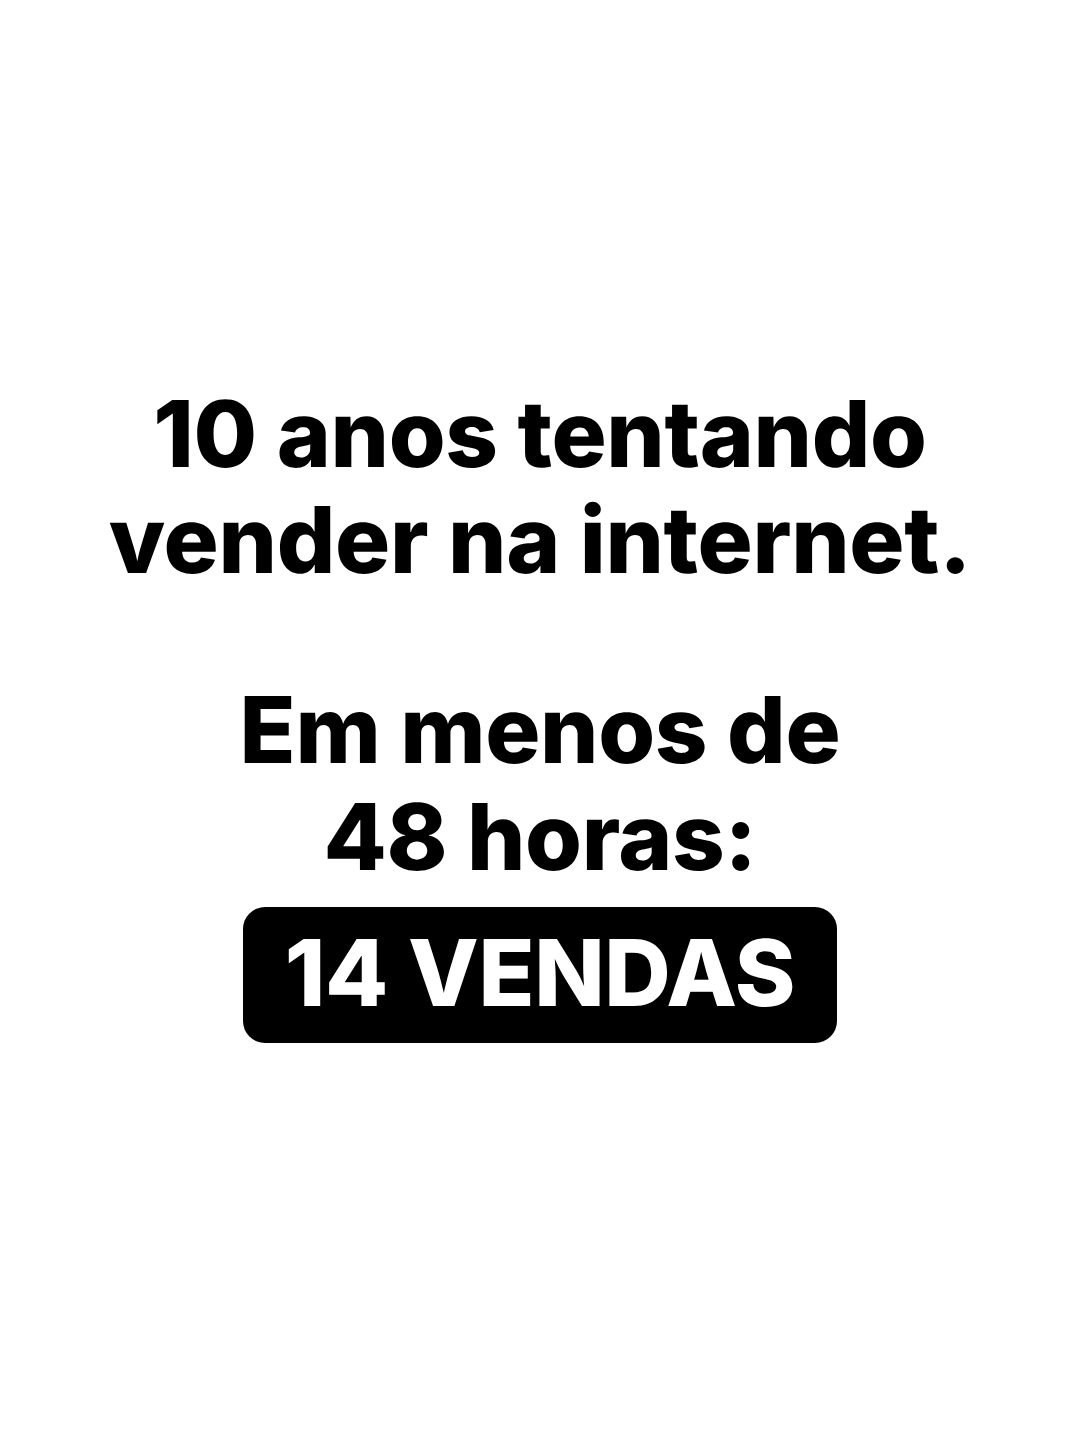 10 anos tentando
vender na internet.
Em menos de
48 horas:
14 VENDAS